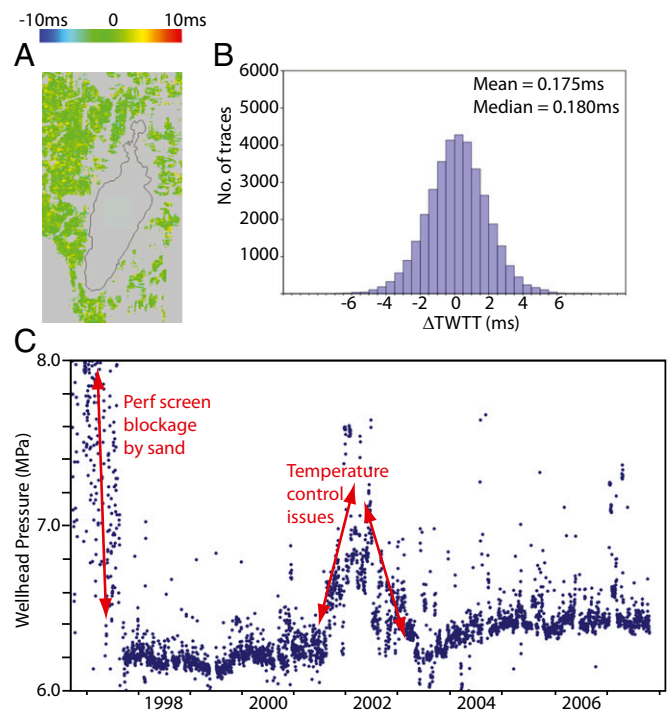 -10ms 0 10ms
A
B
6000
5000
4000
3000
2000
1000
No. of traces
Mean = 0.175ms
Median = 0.180ms
-6 -4 -2 0 2 4 6
ΔTWTT (ms)
C
8.0
7.0
6.0
Wellhead Pressure (MPa)
Perf screen
blockage
by sand
Temperature
control
issues
1998 2000 2002 2004 2006